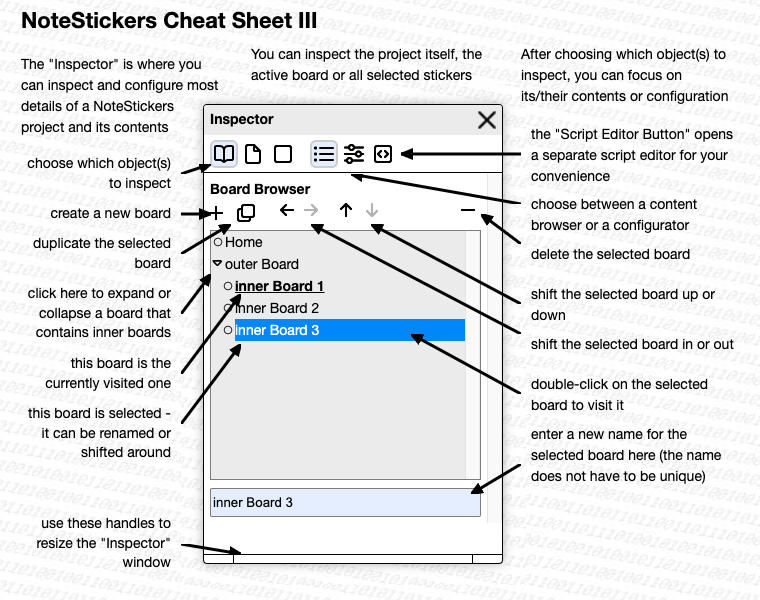 NoteStickers Cheat Sheet III
The "Inspector" is where you
can inspect and configure most
details of a NoteStickers
project and its contents
You can inspect the project itself, the
active board or all selected stickers
After choosing which object(s) to
inspect, you can focus on
its/their contents or configuration
choose which object(s)
to inspect
create a new board
duplicate the selected
board
click here to expand or
collapse a board that
contains inner boards
this board is the
currently visited one
this board is selected -
it can be renamed or
shifted around
use these handles to
resize the "Inspector"
window
Inspector
Board Browser
Home
outer Board
inner Board 1
inner Board 2
inner Board 3
inner Board 3
the "Script Editor Button" opens
a separate script editor for your
convenience
choose between a content
browser or a configurator
delete the selected board
shift the selected board up or
down
shift the selected board in or out
double-click on the selected
board to visit it
enter a new name for the
selected board here (the name
does not have to be unique)